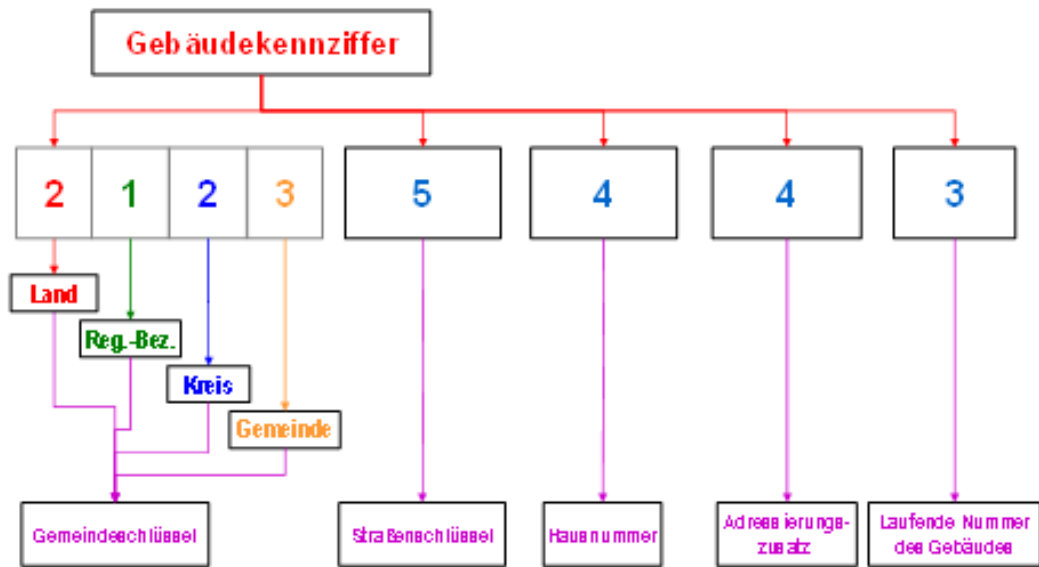 Gebäudekennziffer
2 1 2 3 5 4 4 3
Land
Reg.-Bez.
Kreis
Gemeinde
Gemeindeschlüssel
Straßenschlüssel
Hausnummer
Adressierungs-
zusatz
Laufende Nummer
des Gebäudes